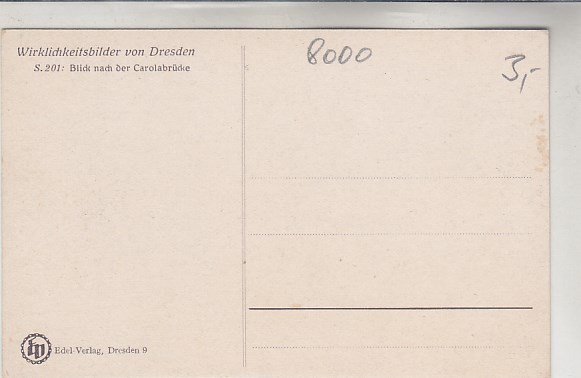 Wirklichkeitsbilder von Dresden
S. 201: Blick nach der Carolabrücke
8000
3,-
Edel-Verlag, Dresden 9